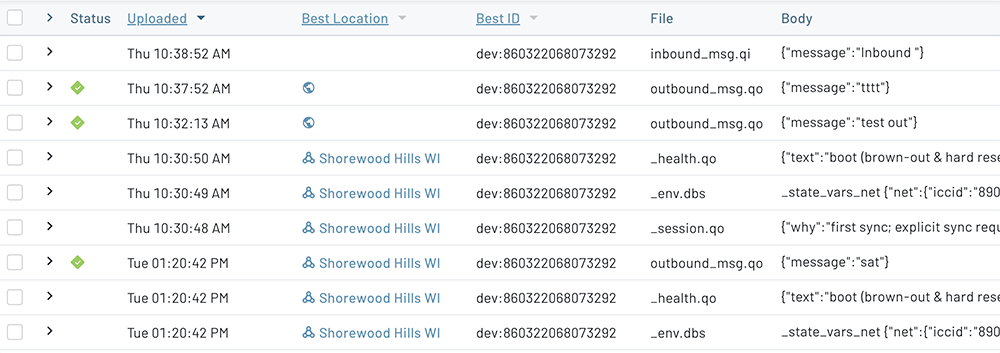 Status Uploaded Best Location Best ID File Body
Thu 10:38:52 AM dev:860322068073292 inbound_msg.qi {"message":"Inbound "}
Thu 10:37:52 AM dev:860322068073292 outbound_msg.qo {"message":"tttt"}
Thu 10:32:13 AM dev:860322068073292 outbound_msg.qo {"message":"test out"}
Thu 10:30:50 AM Shorewood Hills WI dev:860322068073292 _health.qo {"text":"boot (brown-out & hard rese
Thu 10:30:49 AM Shorewood Hills WI dev:860322068073292 _env.dbs _state_vars_net {"net":{"iccid":"890
Thu 10:30:48 AM Shorewood Hills WI dev:860322068073292 _session.qo {"why":"first sync; explicit sync requ
Tue 01:20:42 PM Shorewood Hills WI dev:860322068073292 outbound_msg.qo {"message":"sat"}
Tue 01:20:42 PM Shorewood Hills WI dev:860322068073292 _health.qo {"text":"boot (brown-out & hard rese
Tue 01:20:42 PM Shorewood Hills WI dev:860322068073292 _env.dbs _state_vars_net {"net":{"iccid":"890